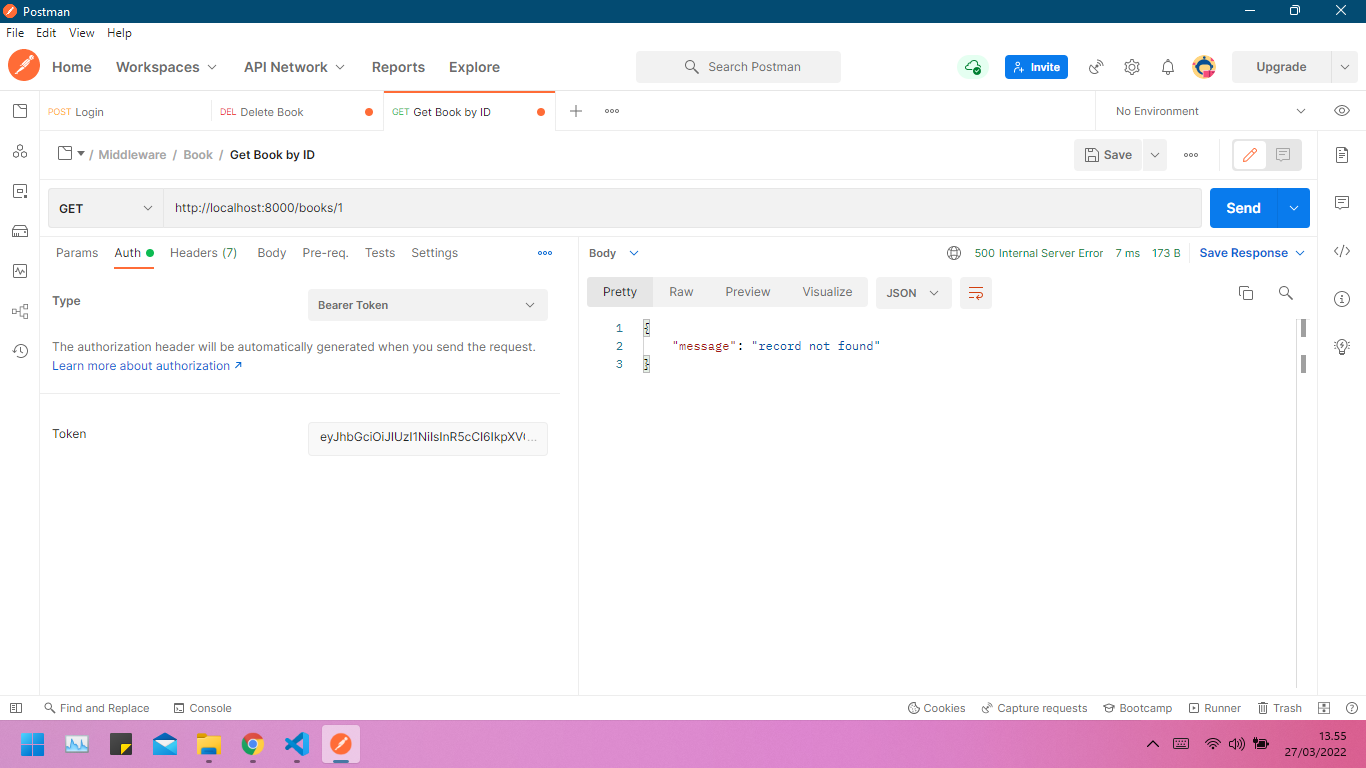 Postman
File Edit View Help
Home Workspaces API Network Reports Explore Search Postman Invite Upgrade
POST Login DEL Delete Book GET Get Book by ID No Environment
/ Middleware / Book / Get Book by ID Save
GET http://localhost:8000/books/1 Send
Params Auth Headers (7) Body Pre-req. Tests Settings
Body 500 Internal Server Error 7 ms 173 B Save Response
Pretty Raw Preview Visualize JSON
Type Bearer Token
The authorization header will be automatically generated when you send the request.
Learn more about authorization ↗
Token eyJhbGciOiJIUzI1NiIsInR5cCI6IkpXVC...
1 {
2 "message": "record not found"
3 }
Find and Replace Console Cookies Capture requests Bootcamp Runner Trash
13.55
27/03/2022